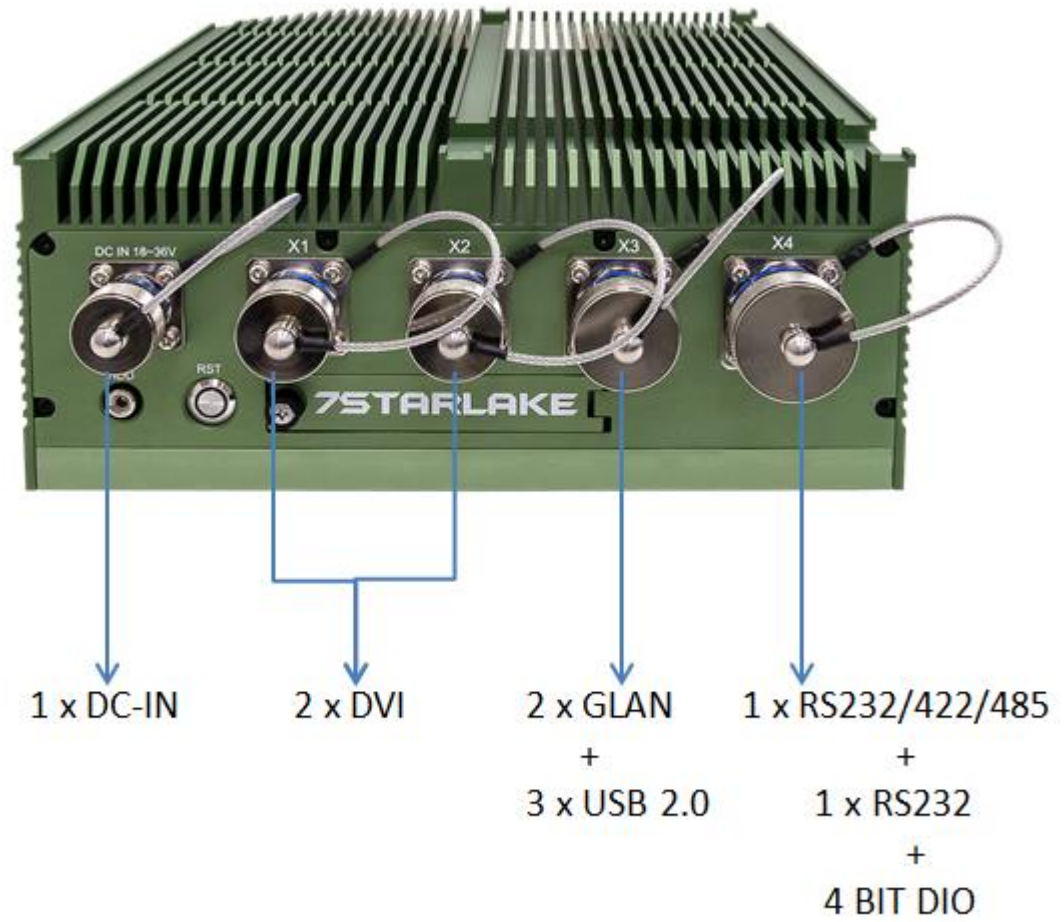 DC IN 18~36V
X1
X2
X3
X4
RST
7STARLAKE
1 x DC-IN
2 x DVI
2 x GLAN
+
3 x USB 2.0
1 x RS232/422/485
+
1 x RS232
+
4 BIT DIO